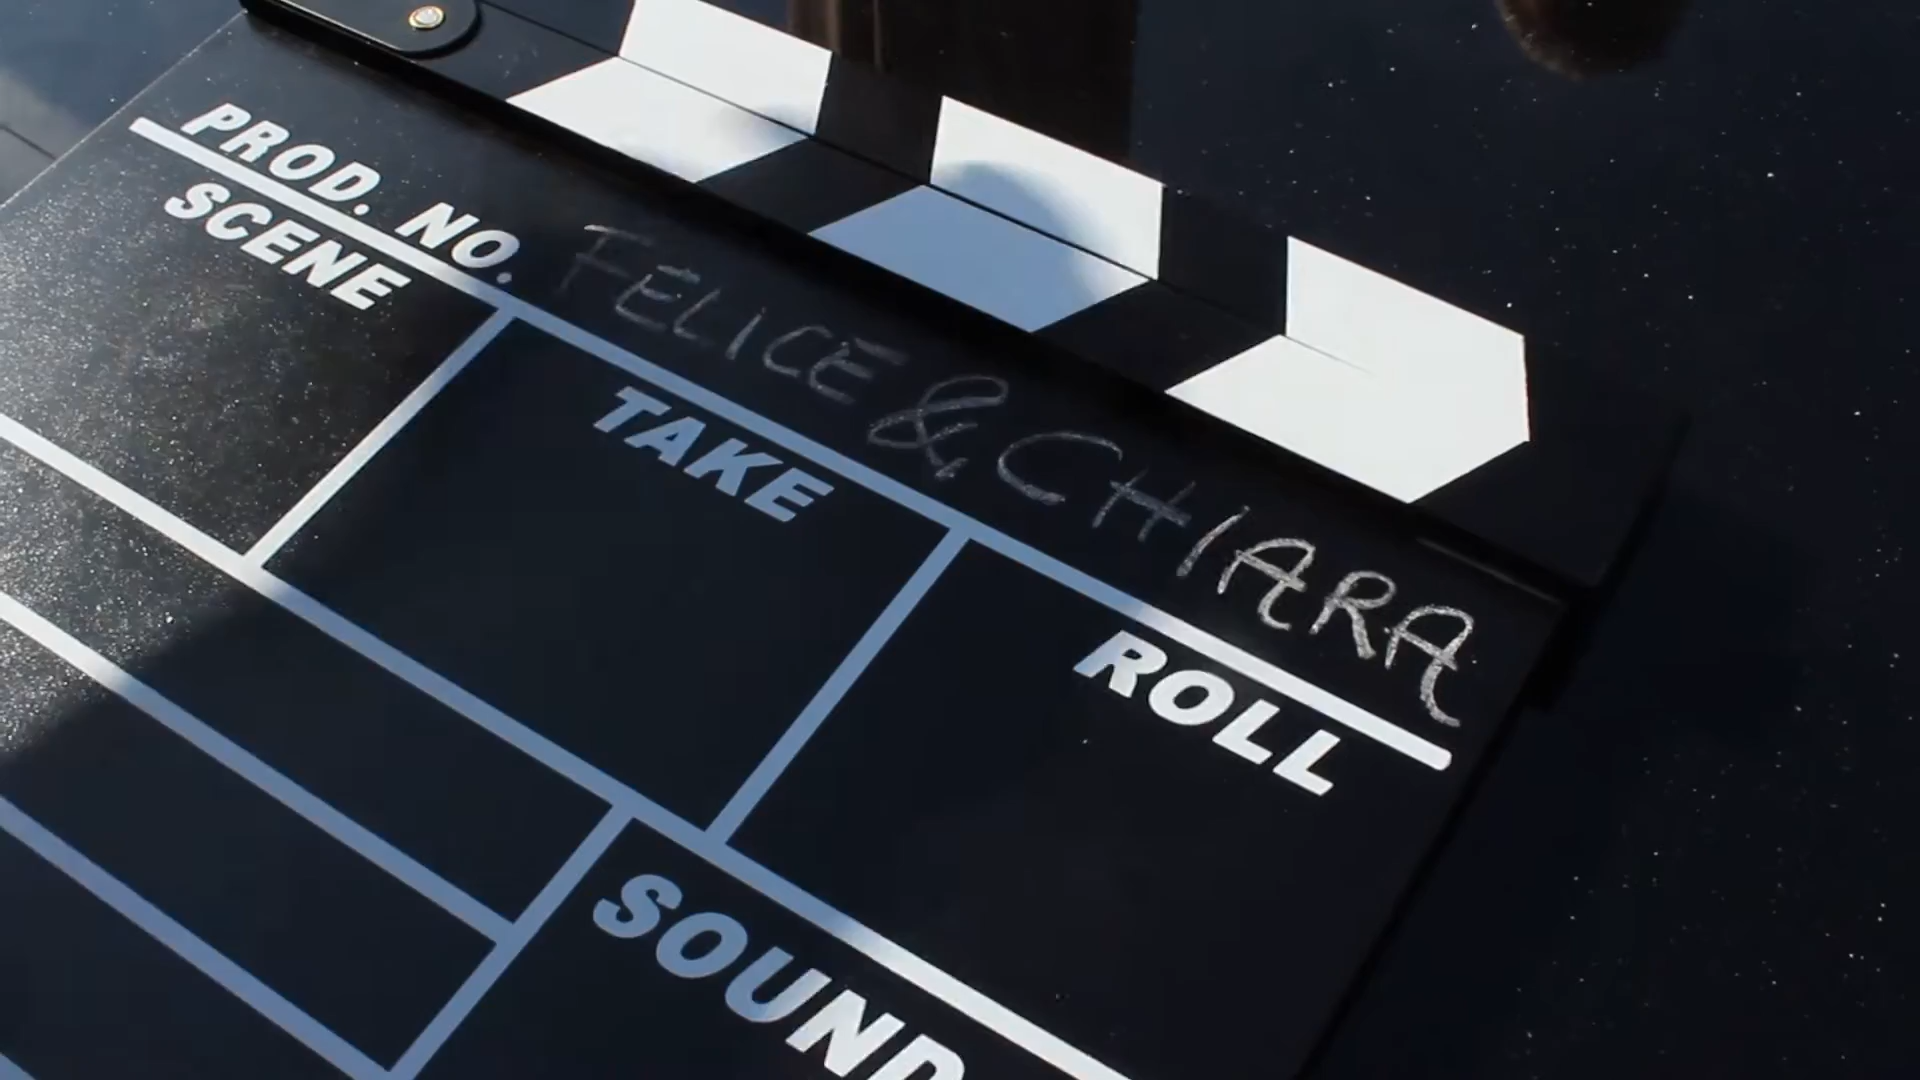 PROD. NO. FELICE & CHIARA
SCENE
TAKE
ROLL
SOUND